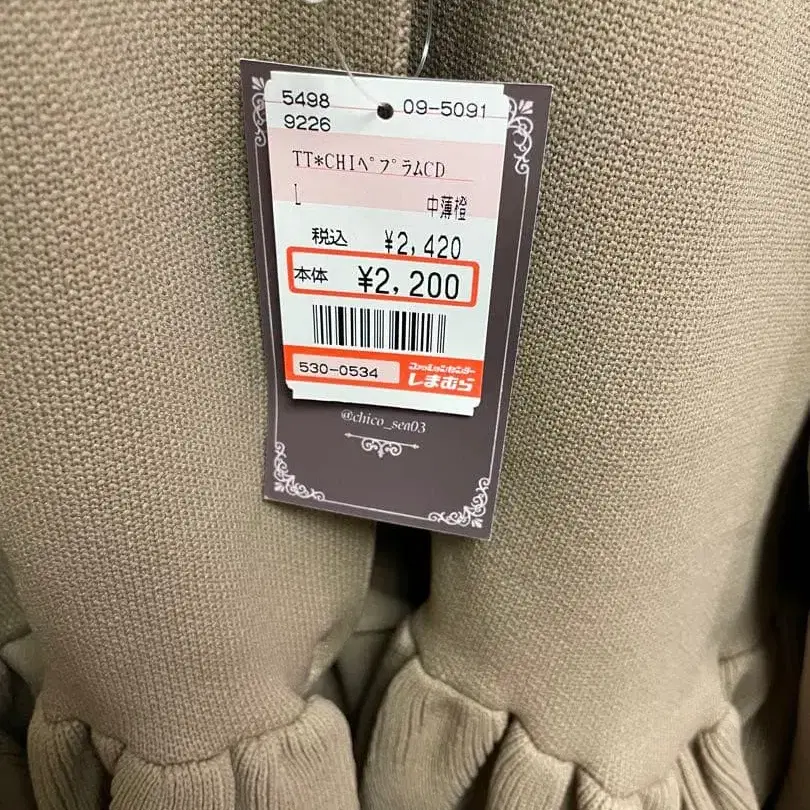 5498 09-5091
9226
TT*CHIペプラムCD
L 中薄橙
税込 ¥2,420
本体 ¥2,200
530-0534
ファッションセンター
しまむら
@chico_sen03